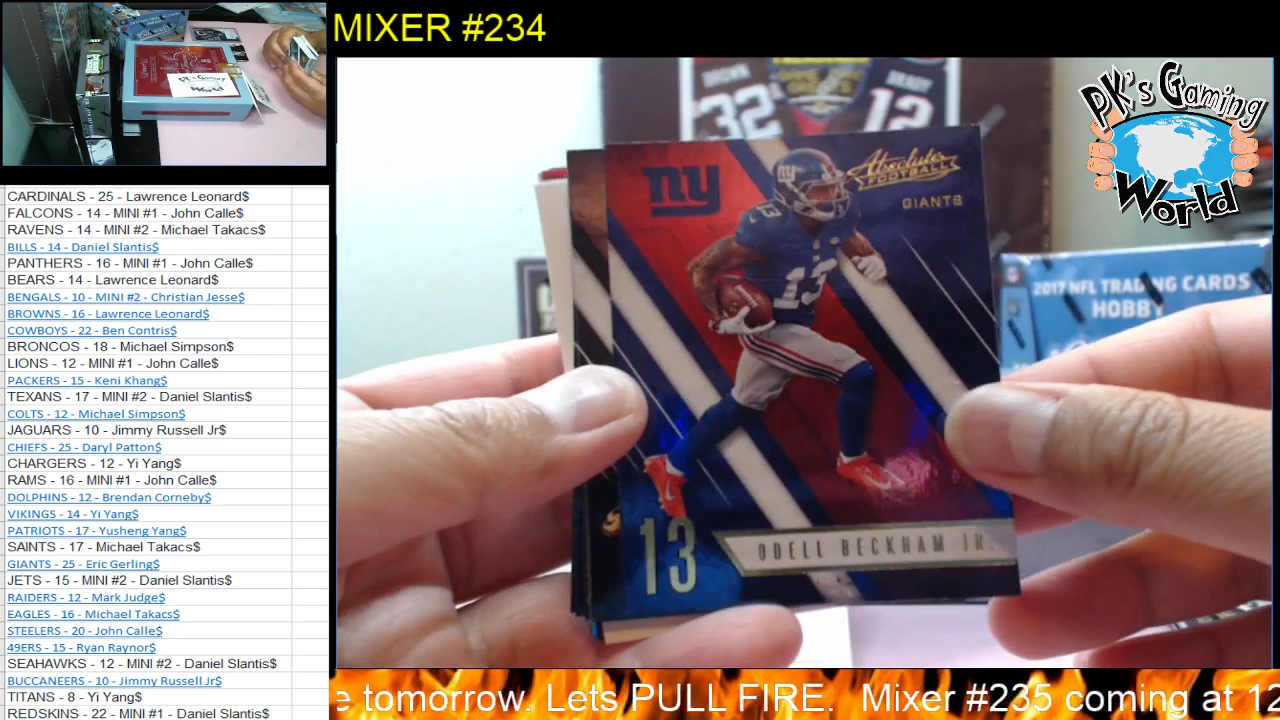 MIXER #234
CARDINALS - 25 - Lawrence Leonard$
FALCONS - 14 - MINI #1 - John Calle$
RAVENS - 14 - MINI #2 - Michael Takacs$
BILLS - 14 - Daniel Slantis$
PANTHERS - 16 - MINI #1 - John Calle$
BEARS - 14 - Lawrence Leonard$
BENGALS - 10 - MINI #2 - Christian Jesse$
BROWNS - 16 - Lawrence Leonard$
COWBOYS - 22 - Ben Contris$
BRONCOS - 18 - Michael Simpson$
LIONS - 12 - MINI #1 - John Calle$
PACKERS - 15 - Keni Khang$
TEXANS - 17 - MINI #2 - Daniel Slantis$
COLTS - 12 - Michael Simpson$
JAGUARS - 10 - Jimmy Russell Jr$
CHIEFS - 25 - Daryl Patton$
CHARGERS - 12 - Yi Yang$
RAMS - 16 - MINI #1 - John Calle$
DOLPHINS - 12 - Brendan Corneby$
VIKINGS - 14 - Yi Yang$
PATRIOTS - 17 - Yusheng Yang$
SAINTS - 17 - Michael Takacs$
GIANTS - 25 - Eric Gerling$
JETS - 15 - MINI #2 - Daniel Slantis$
RAIDERS - 12 - Mark Judge$
EAGLES - 16 - Michael Takacs$
STEELERS - 20 - John Calle$
49ERS - 15 - Ryan Raynor$
SEAHAWKS - 12 - MINI #2 - Daniel Slantis$
BUCCANEERS - 10 - Jimmy Russell Jr$
TITANS - 8 - Yi Yang$
REDSKINS - 22 - MINI #1 - Daniel Slantis$
BROWN
32
BRADY
12
PK's Gaming
World
ny
Absolute
FOOTBALL
GIANTS
13
13
13
ODELL BECKHAM JR.
2017 NFL TRADING CARDS
HOBBY
e tomorrow. Lets PULL FIRE. Mixer #235 coming at 12